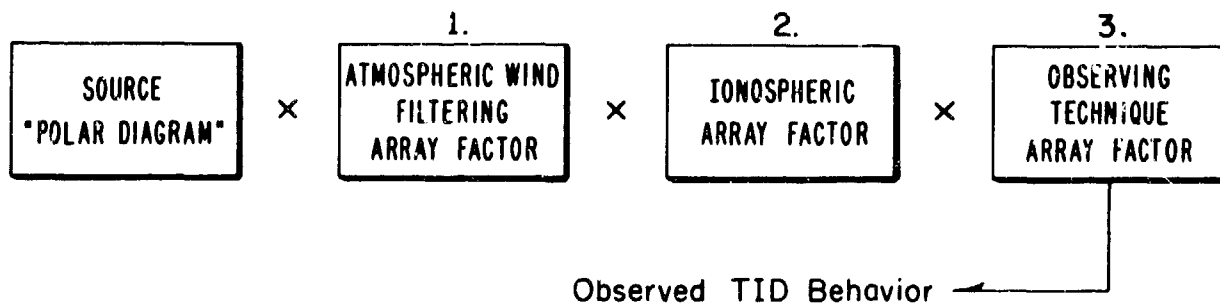 1.
2.
3.
SOURCE
"POLAR DIAGRAM"
×
ATMOSPHERIC WIND
FILTERING
ARRAY FACTOR
×
IONOSPHERIC
ARRAY FACTOR
×
OBSERVING
TECHNIQUE
ARRAY FACTOR
Observed TID Behavior